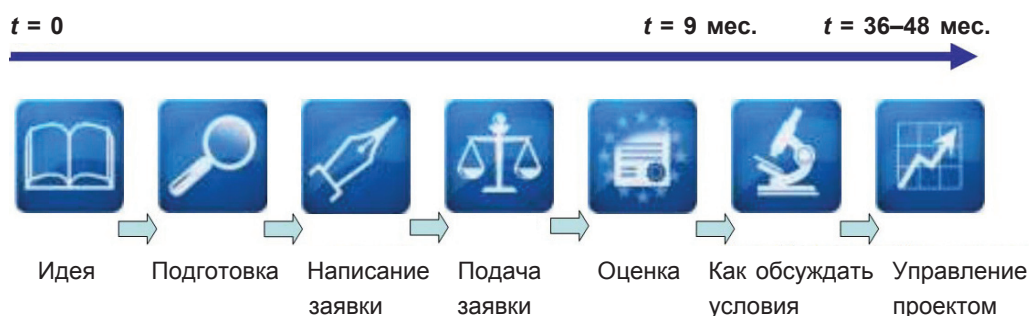 t = 0 t = 9 мес. t = 36–48 мес.
Идея Подготовка Написание Подача Оценка Как обсуждать Управление
заявки заявки условия проектом